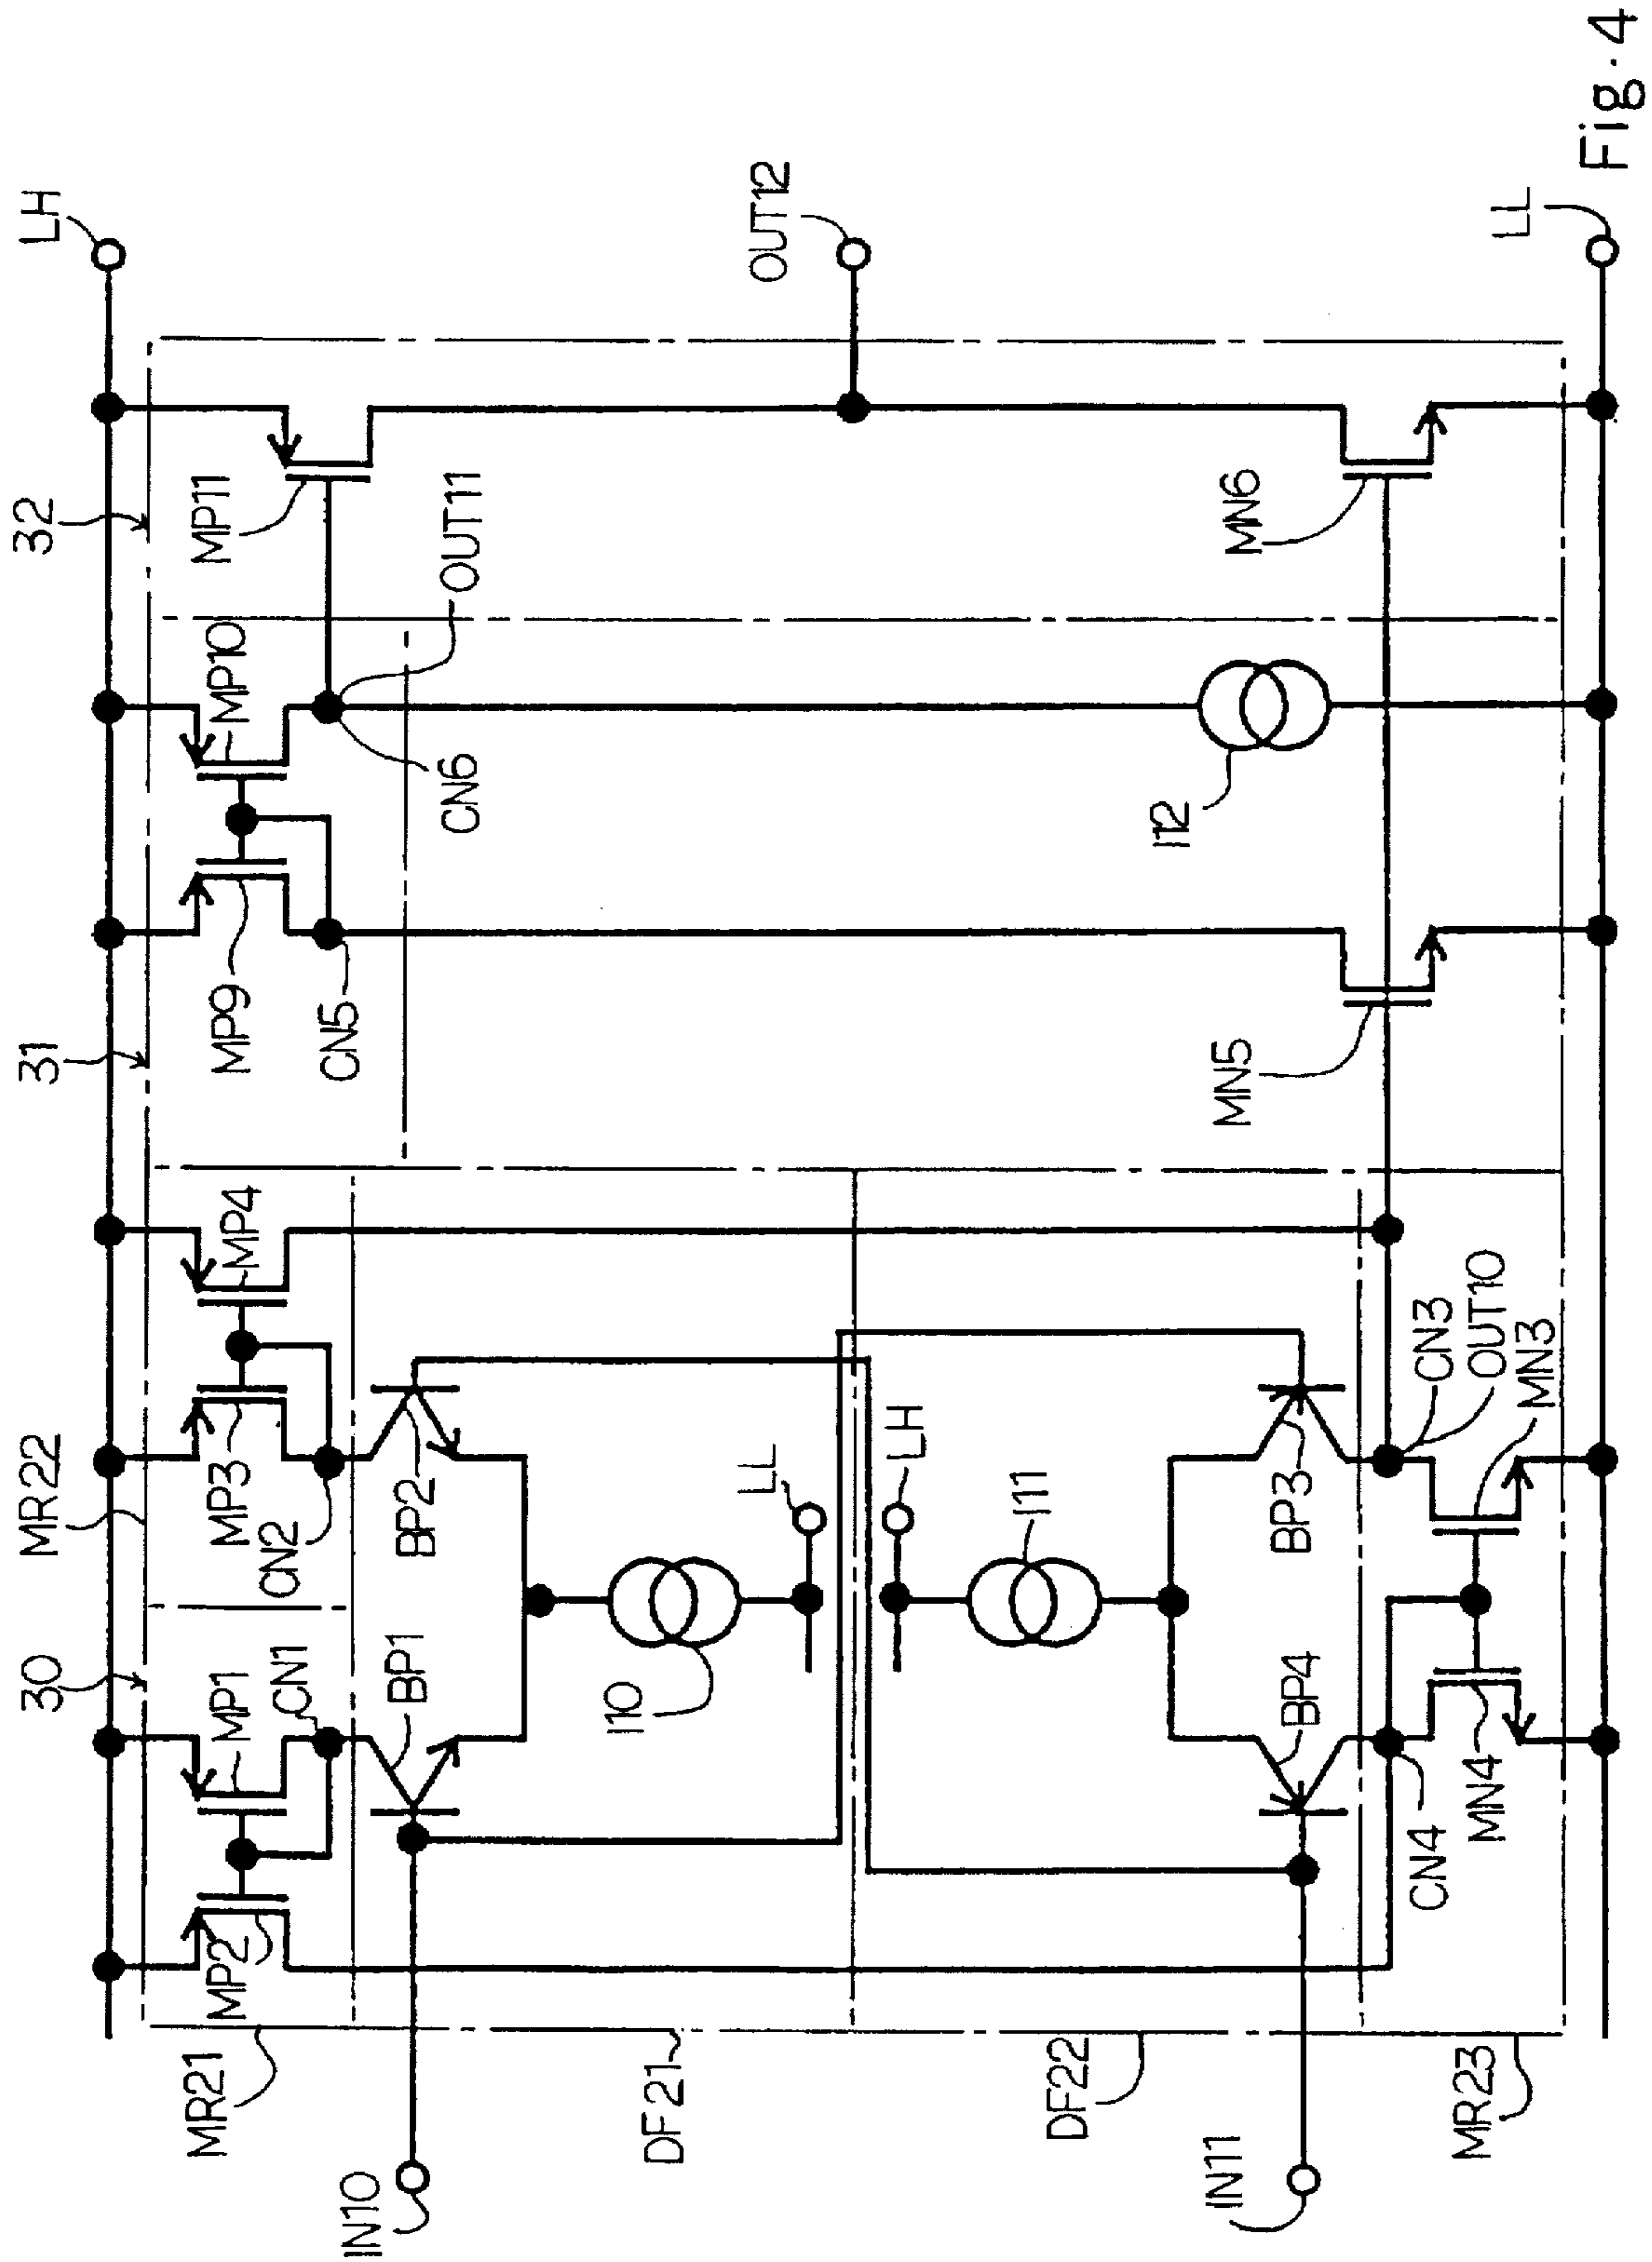 30
MR22
31
32
LH
MR21
MP2
MP1
CN1
MP3
CN2
MP4
MP9
CN5
MP10
CN6
OUT11
MP11
IN10
BP1
BP2
DF21
I10
LL
LH
I11
OUT12
DF22
IN11
BP4
BP3
MN5
I12
MN6
CN4
CN3
OUT10
MN3
MN4
MR23
LL
Fig. 4